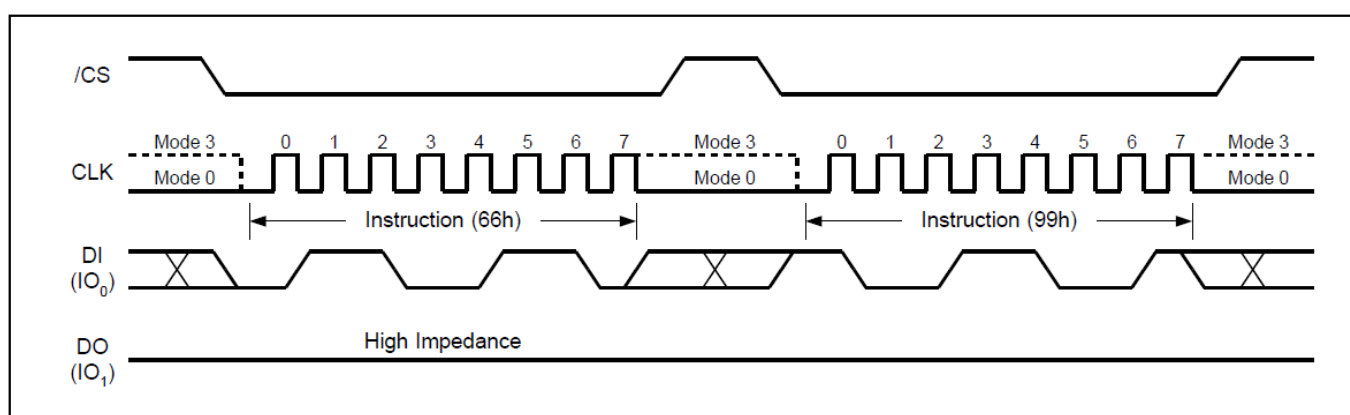 /CS
Mode 3 0 1 2 3 4 5 6 7 Mode 3 0 1 2 3 4 5 6 7 Mode 3
CLK
Mode 0 Mode 0 Mode 0
Instruction (66h) Instruction (99h)
DI
(IO₀)
High Impedance
DO
(IO₁)